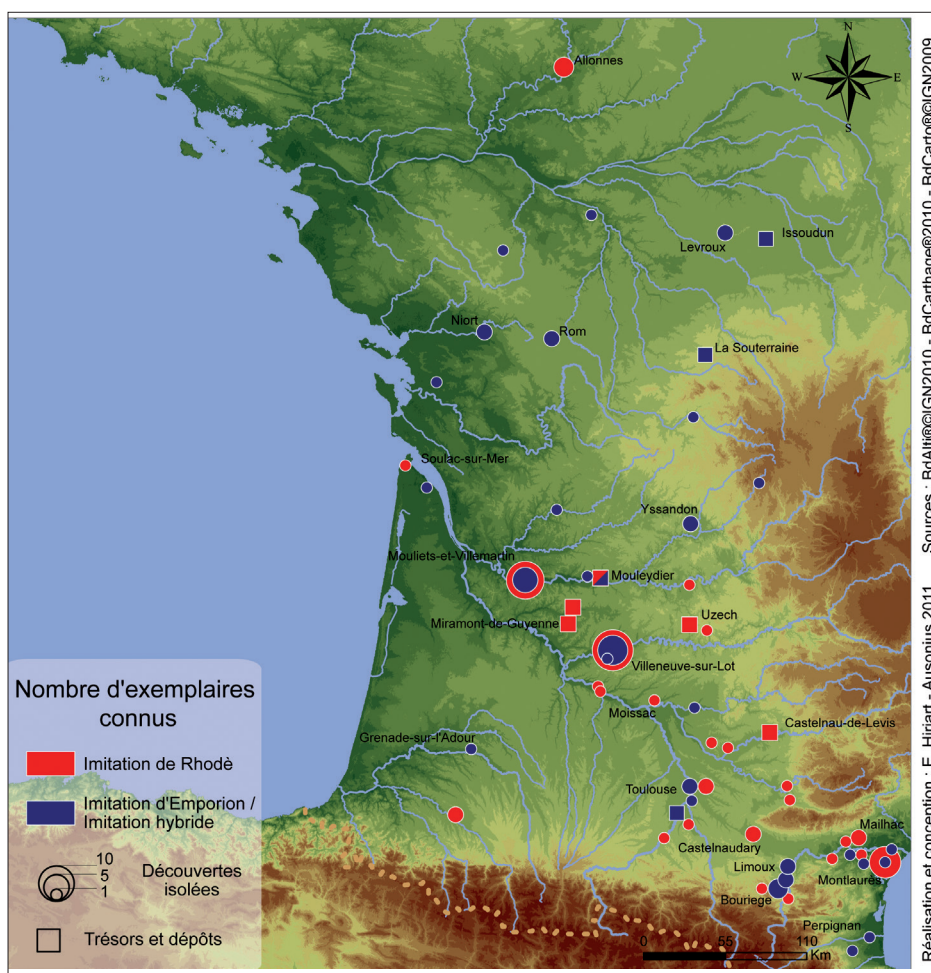 N
W
E
S
Allonnes
Levroux
Issoudun
Niort
Rom
La Souterraine
Soulac-sur-Mer
Yssandon
Mouliets-et-Villemartin
Mouleydier
Miramont-de-Guyenne
Uzech
Villeneuve-sur-Lot
Moissac
Castelnau-de-Levis
Grenade-sur-l'Adour
Toulouse
Castelnaudary
Mailhac
Limoux
Montlaurès
Bouriege
Perpignan
0 55 110
Km
Nombre d'exemplaires
connus
Imitation de Rhodè
Imitation d'Emporion /
Imitation hybride
10
5
1
Découvertes
isolées
Trésors et dépôts
Réalisation et conception : E. Hiriart - Ausonius 2011 Sources : BdAlti®©IGN2010 - BdCarthage®2010 - BdCarto®©IGN2009